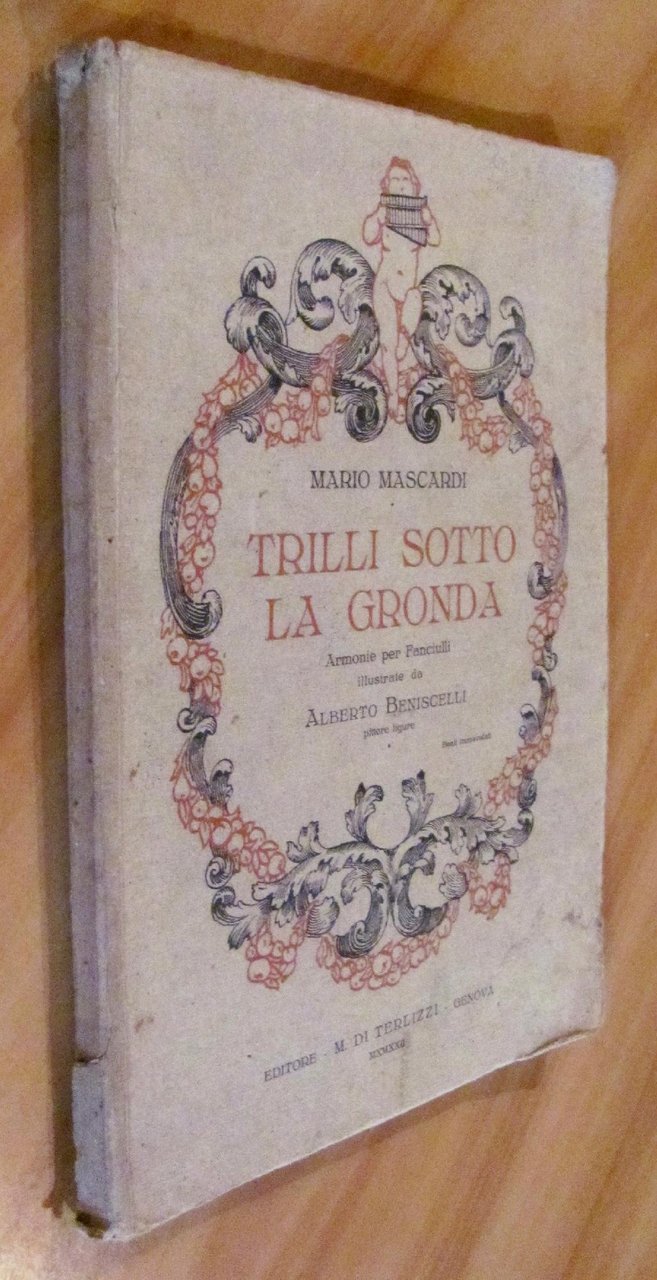 MARIO MASCARDI
TRILLI SOTTO
LA GRONDA
Armonie per Fanciulli
illustrate da
ALBERTO BENISCELLI
pittore ligure
EDITORE - M. DI TERLIZZI - GENOVA